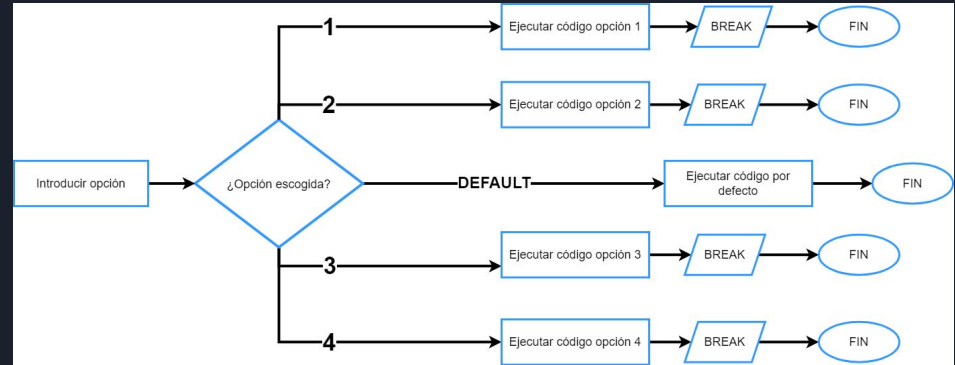 1
Ejecutar código opción 1
BREAK
FIN
2
Ejecutar código opción 2
BREAK
FIN
Introducir opción
¿Opción escogida?
DEFAULT
Ejecutar código por
defecto
FIN
3
Ejecutar código opción 3
BREAK
FIN
4
Ejecutar código opción 4
BREAK
FIN